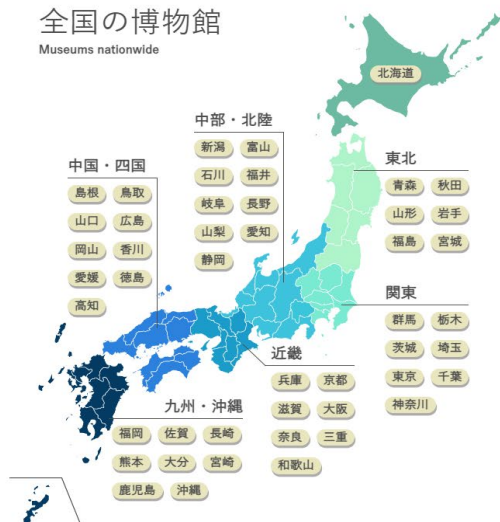 全国の博物館
Museums nationwide
北海道
中部・北陸
新潟 富山
石川 福井
岐阜 長野
山梨 愛知
静岡
東北
青森 秋田
山形 岩手
福島 宮城
中国・四国
島根 鳥取
山口 広島
岡山 香川
愛媛 徳島
高知
関東
群馬 栃木
茨城 埼玉
東京 千葉
神奈川
近畿
兵庫 京都
滋賀 大阪
奈良 三重
和歌山
九州・沖縄
福岡 佐賀 長崎
熊本 大分 宮崎
鹿児島 沖縄